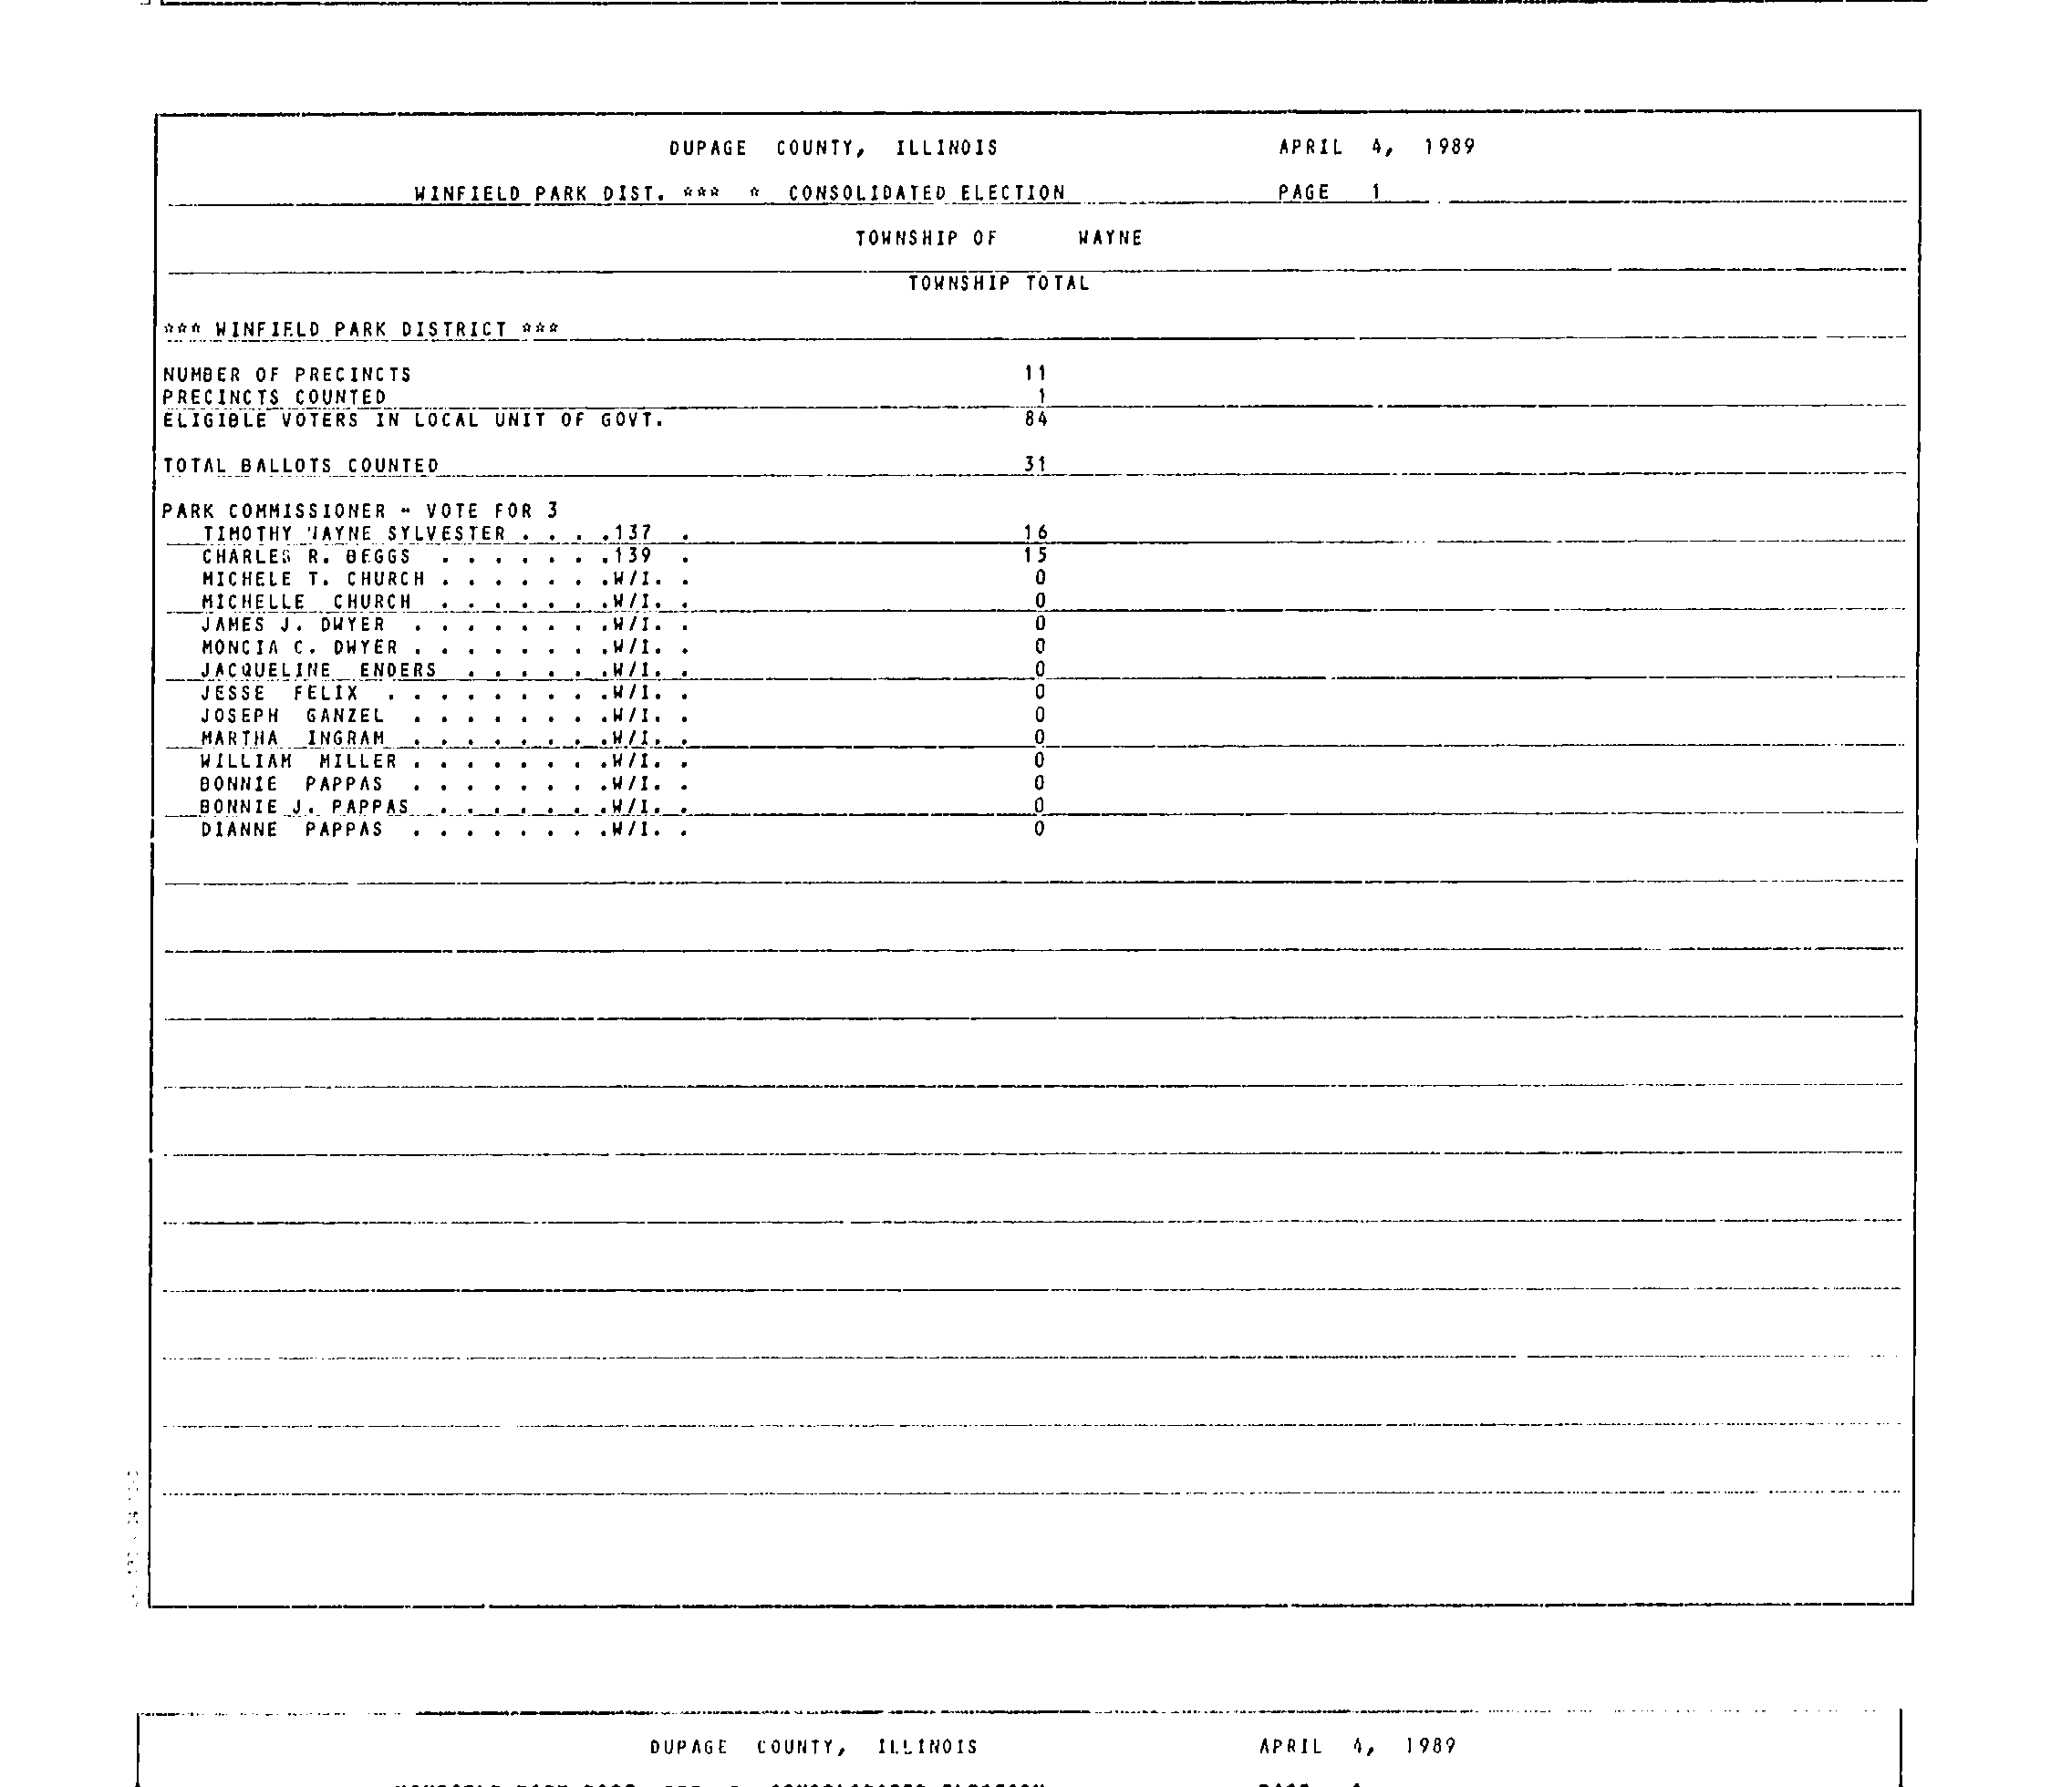 DUPAGE COUNTY, ILLINOIS APRIL 4, 1989
WINFIELD PARK DIST. *** * CONSOLIDATED ELECTION PAGE 1
TOWNSHIP OF WAYNE
TOWNSHIP TOTAL
*** WINFIELD PARK DISTRICT ***
NUMBER OF PRECINCTS 11
PRECINCTS COUNTED 1
ELIGIBLE VOTERS IN LOCAL UNIT OF GOVT. 84
TOTAL BALLOTS COUNTED 31
PARK COMMISSIONER - VOTE FOR 3
TIMOTHY WAYNE SYLVESTER . . . .137 . 16
CHARLES R. BEGGS . . . . . . .139 . 15
MICHELE T. CHURCH . . . . . . .W/I. . 0
MICHELLE CHURCH . . . . . . .W/I. . 0
JAMES J. DWYER . . . . . . . .W/I. . 0
MONCIA C. DWYER . . . . . . . .W/I. . 0
JACQUELINE ENDERS . . . . . .W/I. . 0
JESSE FELIX . . . . . . . . .W/I. . 0
JOSEPH GANZEL . . . . . . . .W/I. . 0
MARTHA INGRAM . . . . . . . .W/I. . 0
WILLIAM MILLER . . . . . . . .W/I. . 0
BONNIE PAPPAS . . . . . . . .W/I. . 0
BONNIE J. PAPPAS . . . . . . .W/I. . 0
DIANNE PAPPAS . . . . . . . .W/I. . 0
DUPAGE COUNTY, ILLINOIS APRIL 4, 1989